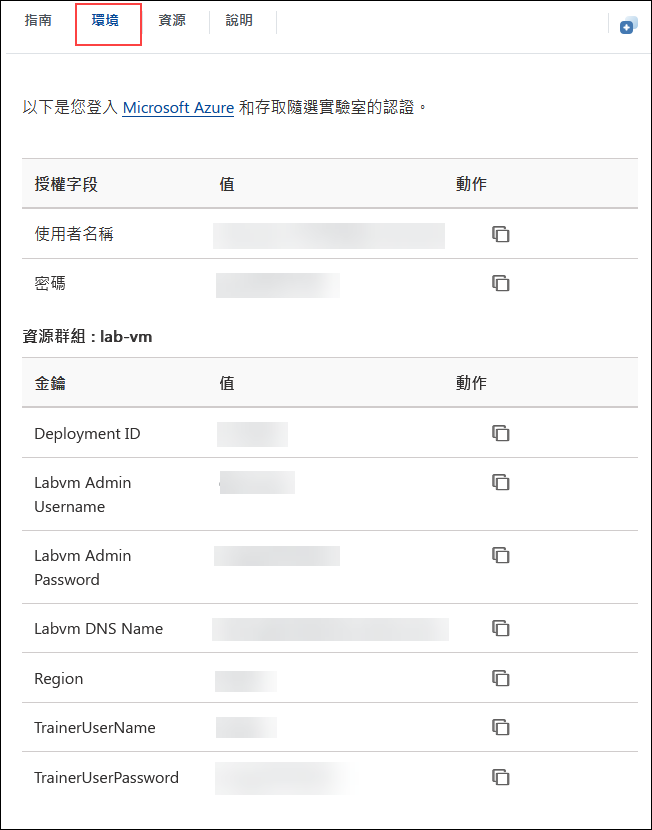 指南 環境 資源 說明
以下是您登入 Microsoft Azure 和存取隨選實驗室的認證。
授權字段 值 動作
使用者名稱
密碼
資源群組 : lab-vm
金鑰 值 動作
Deployment ID
Labvm Admin
Username
Labvm Admin
Password
Labvm DNS Name
Region
TrainerUserName
TrainerUserPassword